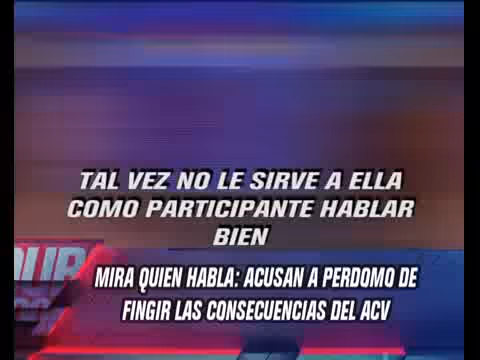 TAL VEZ NO LE SIRVE A ELLA
COMO PARTICIPANTE HABLAR
BIEN
MIRA QUIEN HABLA: ACUSAN A PERDOMO DE
FINGIR LAS CONSECUENCIAS DEL ACV